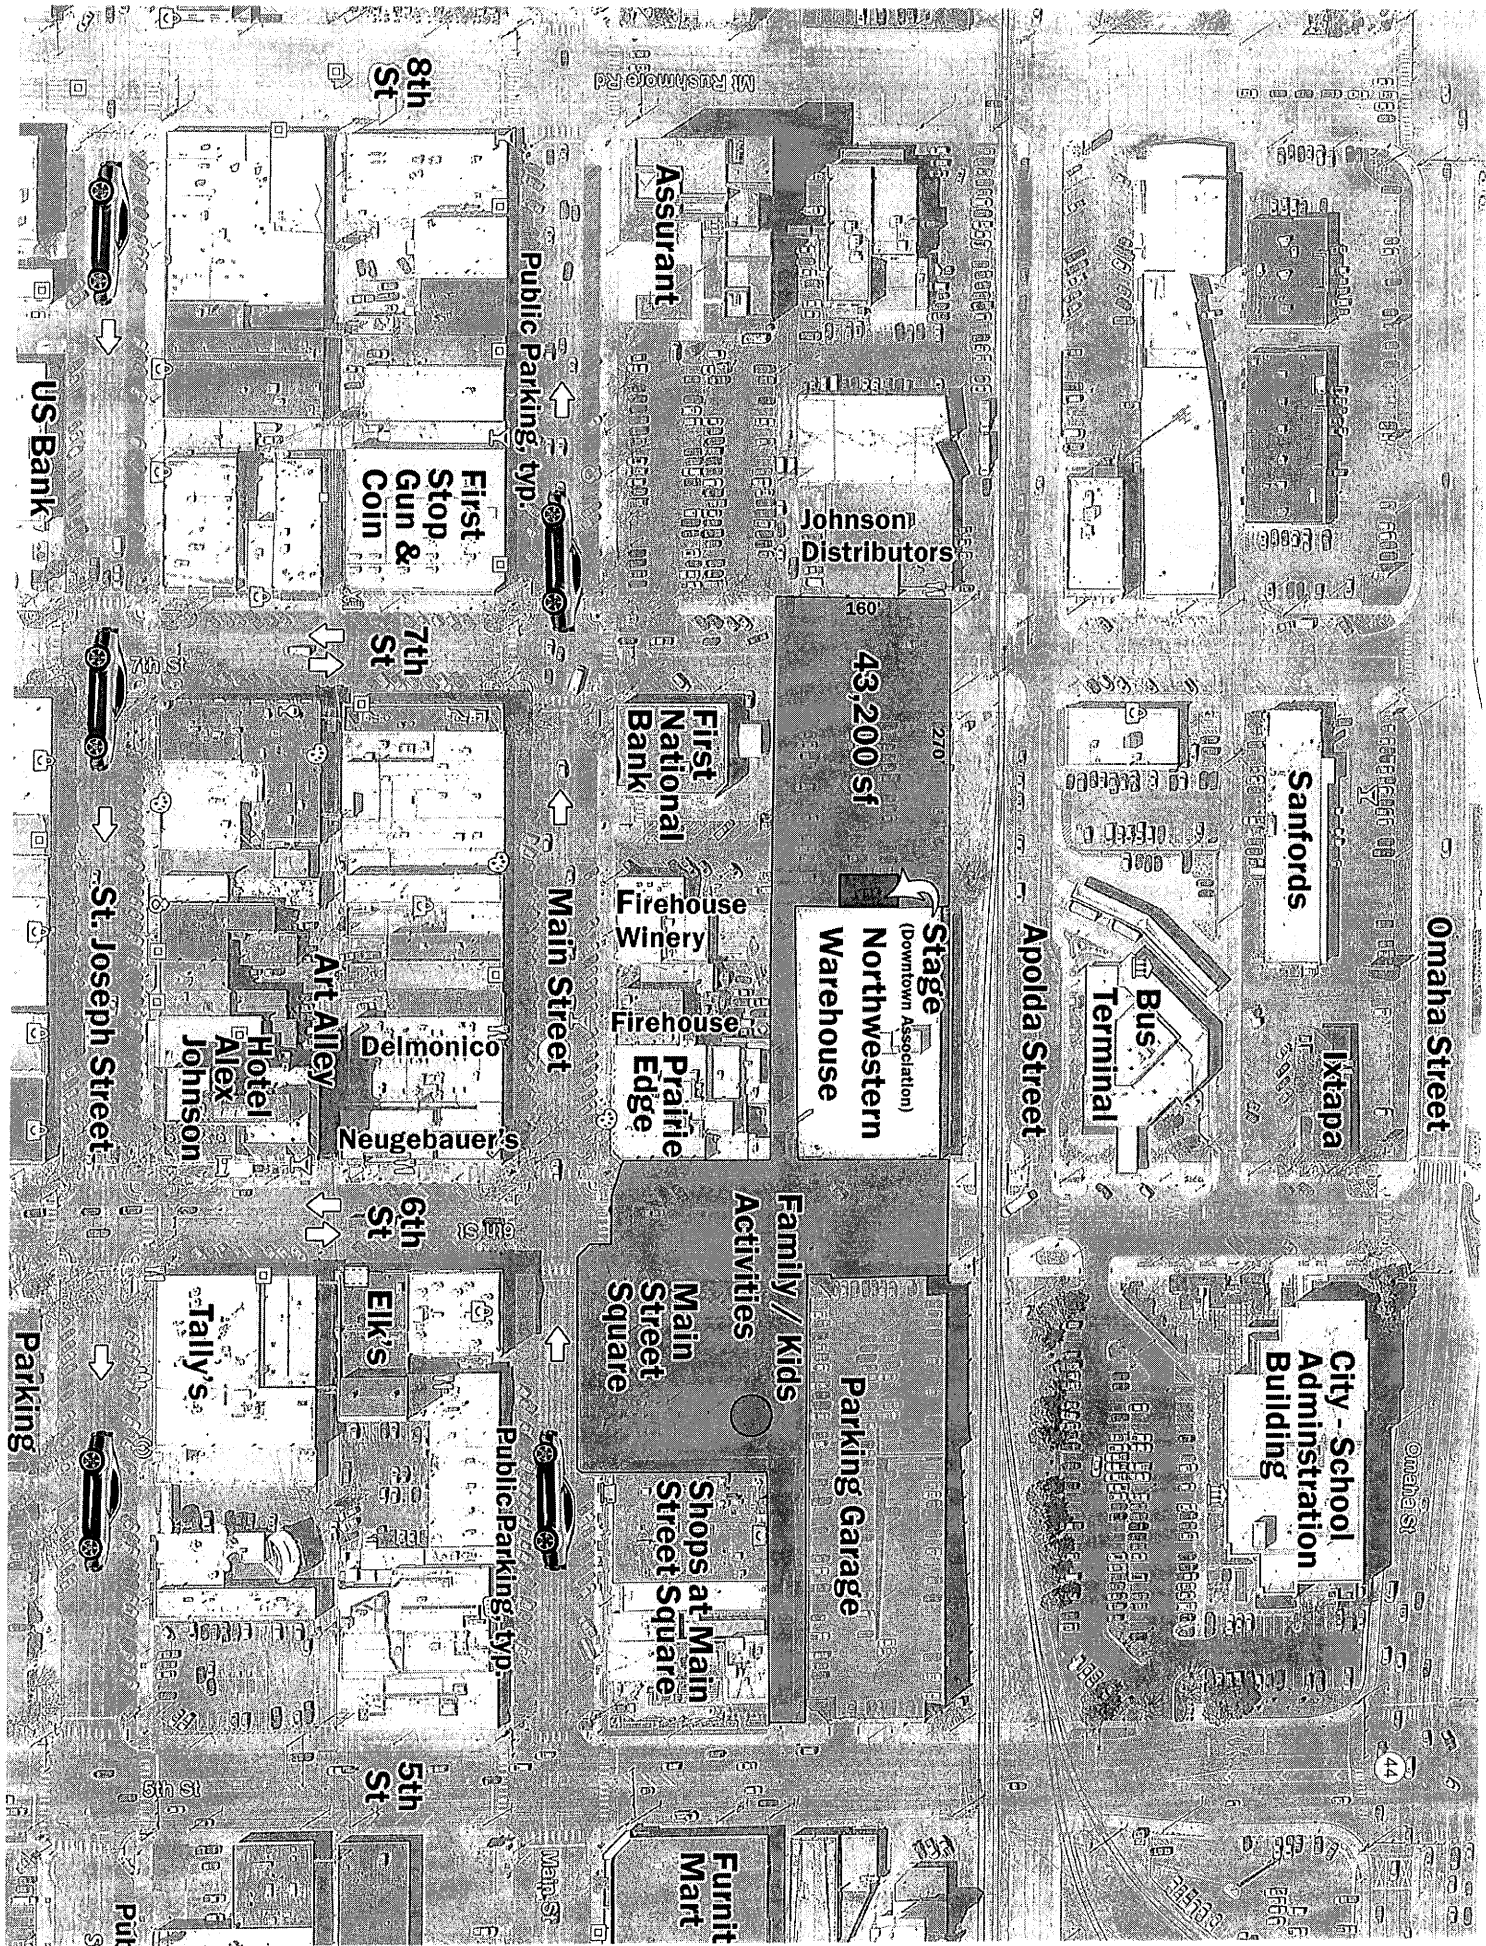 Omaha Street
Sanfords
Ixtapa
City - School
Adminstration
Building
Omaha St
44
Bus
Terminal
Apolda Street
Johnson
Distributors
160'
43,200 sf
270'
Stage
(Downtown Association)
Northwestern
Warehouse
Parking Garage
Mt Rushmore Rd
Assurant
First
National
Bank
Firehouse
Winery
Firehouse
Prairie
Edge
Family / Kids
Activities
Main
Street
Square
Shops at Main
Street Square
Furnit
Mart
Public Parking, typ.
Main Street
Public Parking, typ.
Main St
8th
St
First
Stop
Gun &
Coin
7th
St
Delmonico
Neugebauer's
6th
St
6th St
Elk's
5th
St
Art Alley
Hotel
Alex
Johnson
Tally's
7th St
5th St
St. Joseph Street
US Bank
Parking
Pub